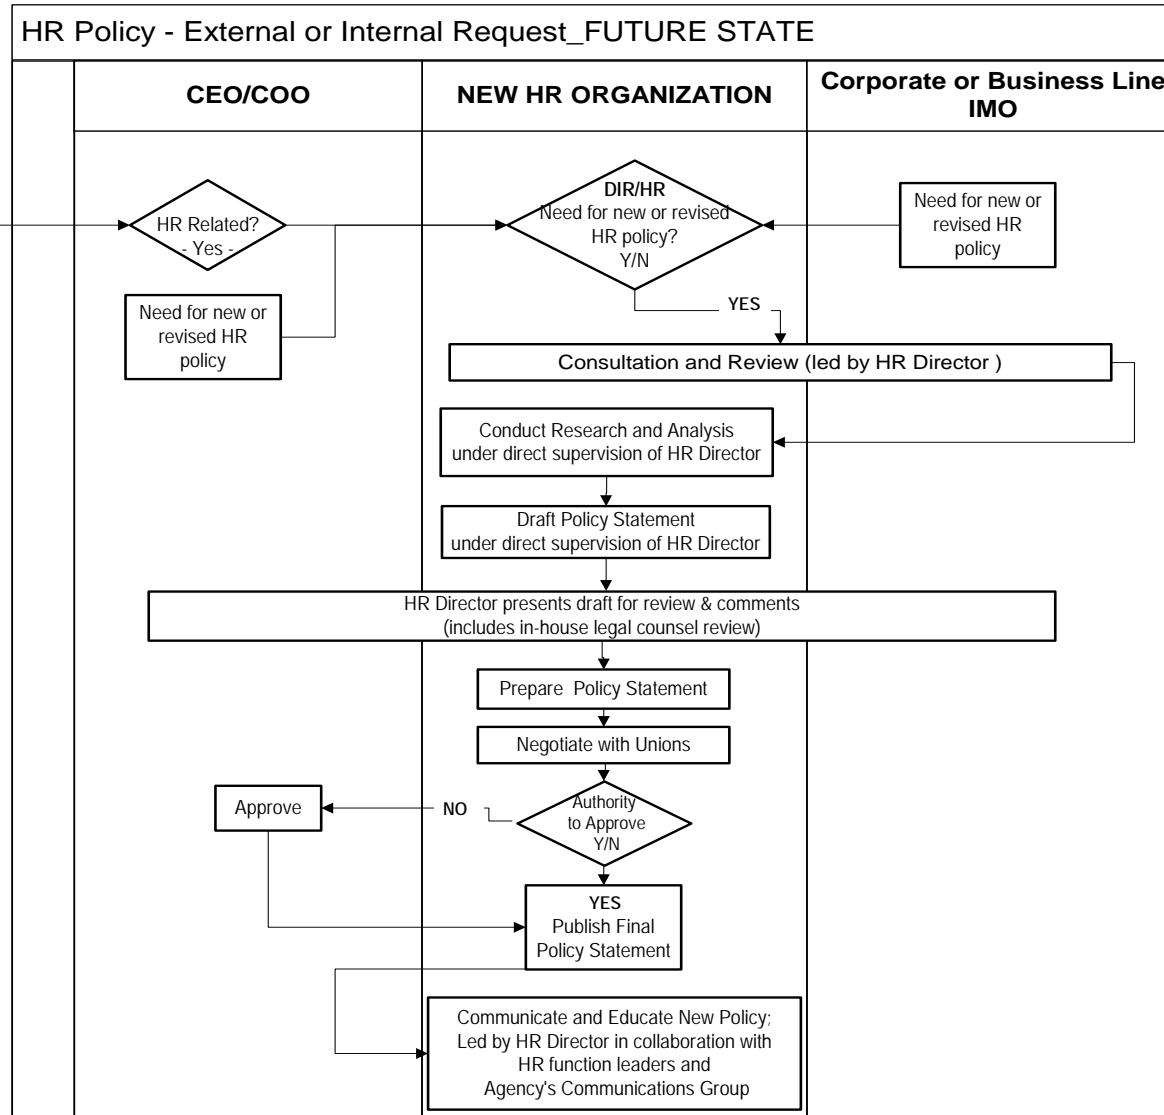 HR Policy - External or Internal Request_FUTURE STATE
CEO/COO
NEW HR ORGANIZATION
Corporate or Business Line
IMO
HR Related?
- Yes -
DIR/HR
Need for new or revised
HR policy?
Y/N
Need for new or
revised HR
policy
Need for new or
revised HR
policy
YES
Consultation and Review (led by HR Director )
Conduct Research and Analysis
under direct supervision of HR Director
Draft Policy Statement
under direct supervision of HR Director
HR Director presents draft for review & comments
(includes in-house legal counsel review)
Prepare Policy Statement
Negotiate with Unions
Authority
to Approve
Y/N
NO
Approve
YES
Publish Final
Policy Statement
Communicate and Educate New Policy;
Led by HR Director in collaboration with
HR function leaders and
Agency's Communications Group